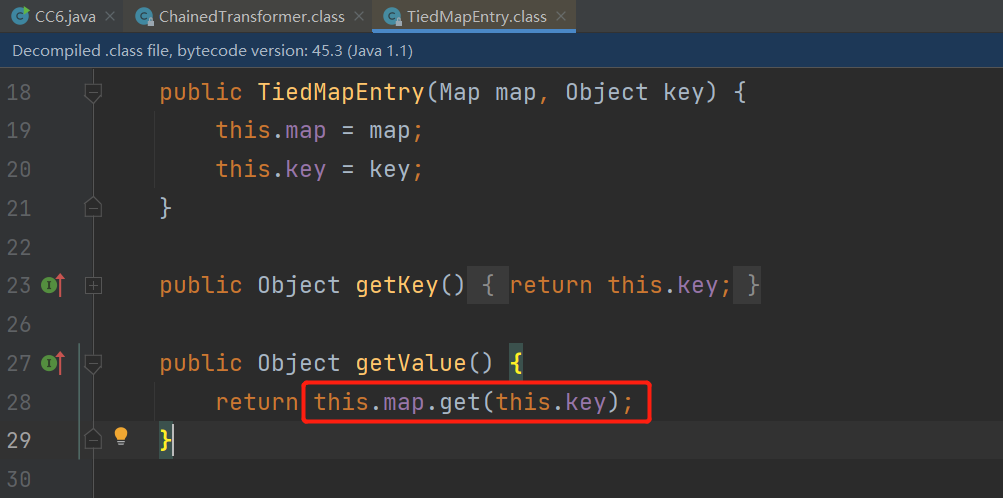 CC6.java × ChainedTransformer.class × TiedMapEntry.class ×
Decompiled .class file, bytecode version: 45.3 (Java 1.1)
18 public TiedMapEntry(Map map, Object key) {
19 this.map = map;
20 this.key = key;
21 }
22
23 public Object getKey() { return this.key; }
26
27 public Object getValue() {
28 return this.map.get(this.key);
29 }
30